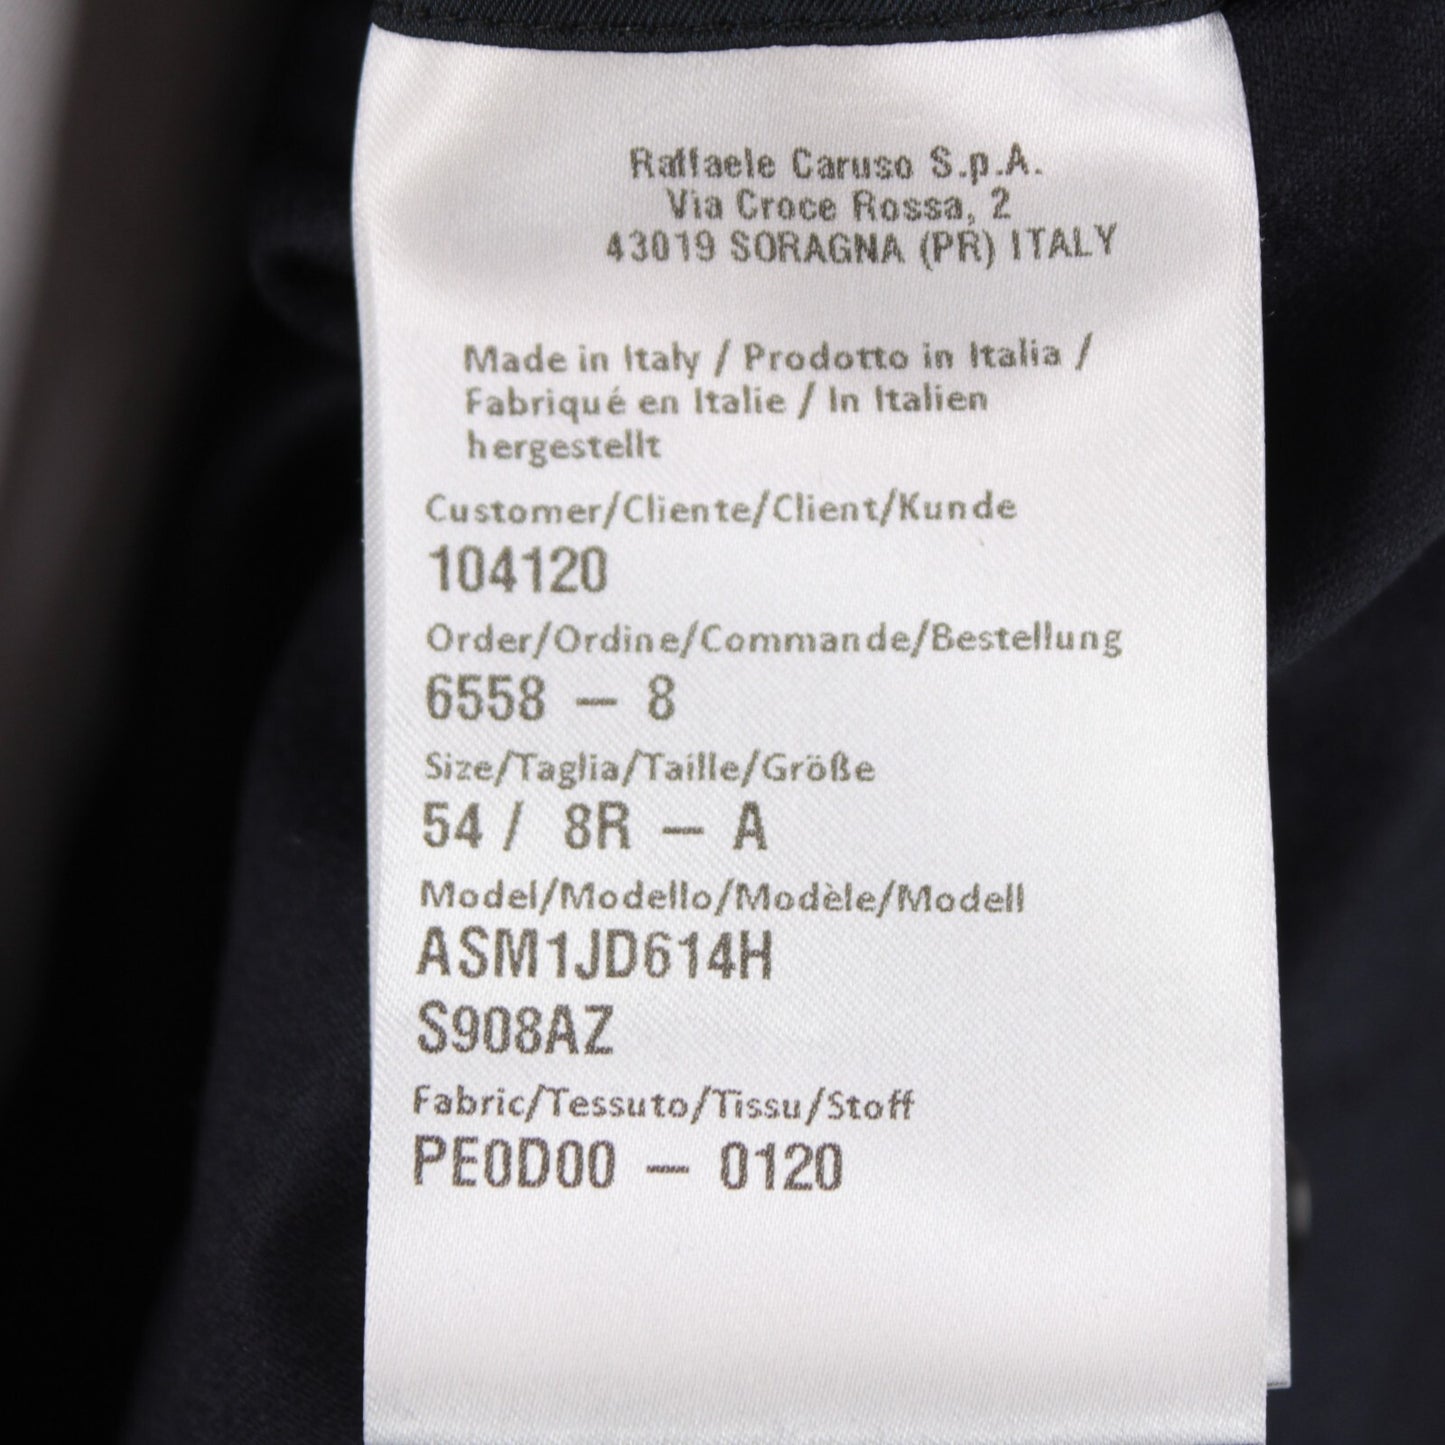 Raffaele Caruso S.p.A.
Via Croce Rossa, 2
43019 SORAGNA (PR) ITALY
Made in Italy / Prodotto in Italia /
Fabriqué en Italie / In Italien
hergestellt
Customer/Cliente/Client/Kunde
104120
Order/Ordine/Commande/Bestellung
6558 – 8
Size/Taglia/Taille/Größe
54 / 8R – A
Model/Modello/Modèle/Modell
ASM1JD614H
S908AZ
Fabric/Tessuto/Tissu/Stoff
PE0D00 – 0120